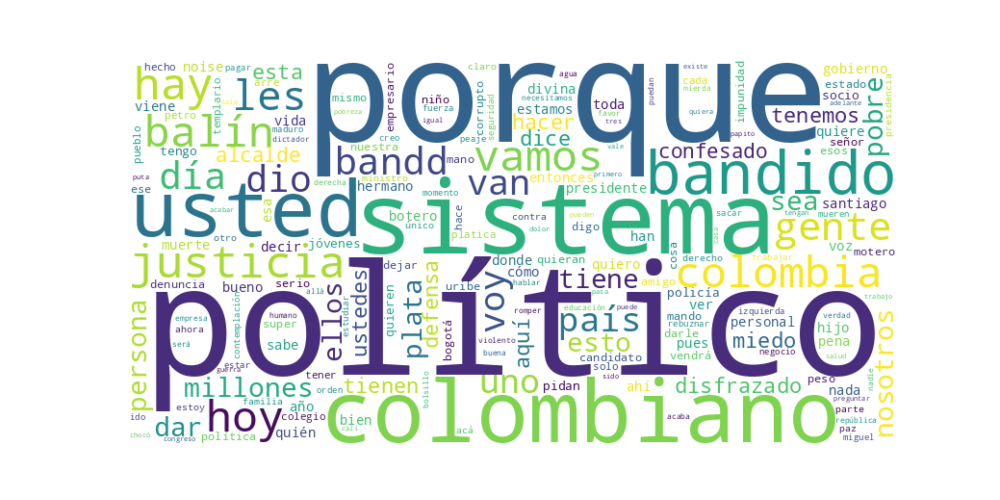 porque
político
sistema
colombiano
usted
bandido
colombia
justicia
gente
hay
les
balín
día
dio
bandd
vamos
van
hoy
voy
país
plata
ellos
persona
nosotros
pobre
uno
tiene
esto
millones
dar
miedo
disfrazado
confesado
tenemos
sea
hacer
dice
alcalde
esta
defensa
ustedes
aquí
tienen
hecho
noise
pagar
arre
viene
vida
petro
templario
vale
maduro
dictador
pueblo
tengo
ese
puta
acabar
esa
muerte
otro
decir
derecha
ministro
jóvenes
hermano
nuestra
mismo
pobreza
empresario
claro
niño
fuerza
igual
creo
peaje
mano
corrupto
seguridad
agua
necesitamos
divina
estamos
favor
tres
toda
existe
cada
mierda
quiera
adelante
puedan
papito
impunidad
gobierno
estado
socio
presidencia
quiere
señor
esos
entonces
primero
presidente
momento
botero
único
platica
hace
contra
dolor
pueden
digo
quieran
han
sacar
casa
tengan
mueren
santiago
voz
motero
derecho
trabajar
cosa
amigo
quiero
cómo
donde
hablar
dejar
quieren
uribe
denuncia
bueno
serio
allá
contemplación
empresa
ahora
humano
super
sabe
estudiar
será
estar
guerra
tener
orden
familia
año
estoy
colegio
ido
chocó
congreso
política
quién
cali
bien
bolsillo
acá
bogotá
romper
violento
buena
pasa
educación
puede
candidato
solo
negocio
sido
pidan
ahí
acaba
policía
ver
mando
rebuznar
darle
pues
izquierda
personal
vendrá
verdad
hijo
pena
trabajo
salud
peso
nada
nadie
preguntar
parte
república
paz
miguel